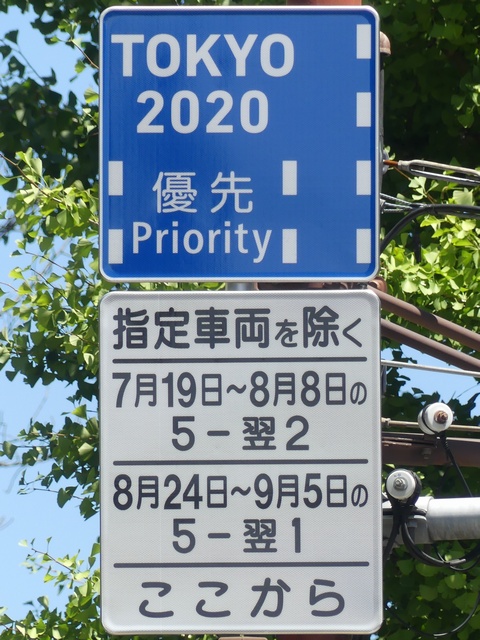 TOKYO
2020
優先
Priority
指定車両を除く
7月19日~8月8日の
5-翌2
8月24日~9月5日の
5-翌1
ここから